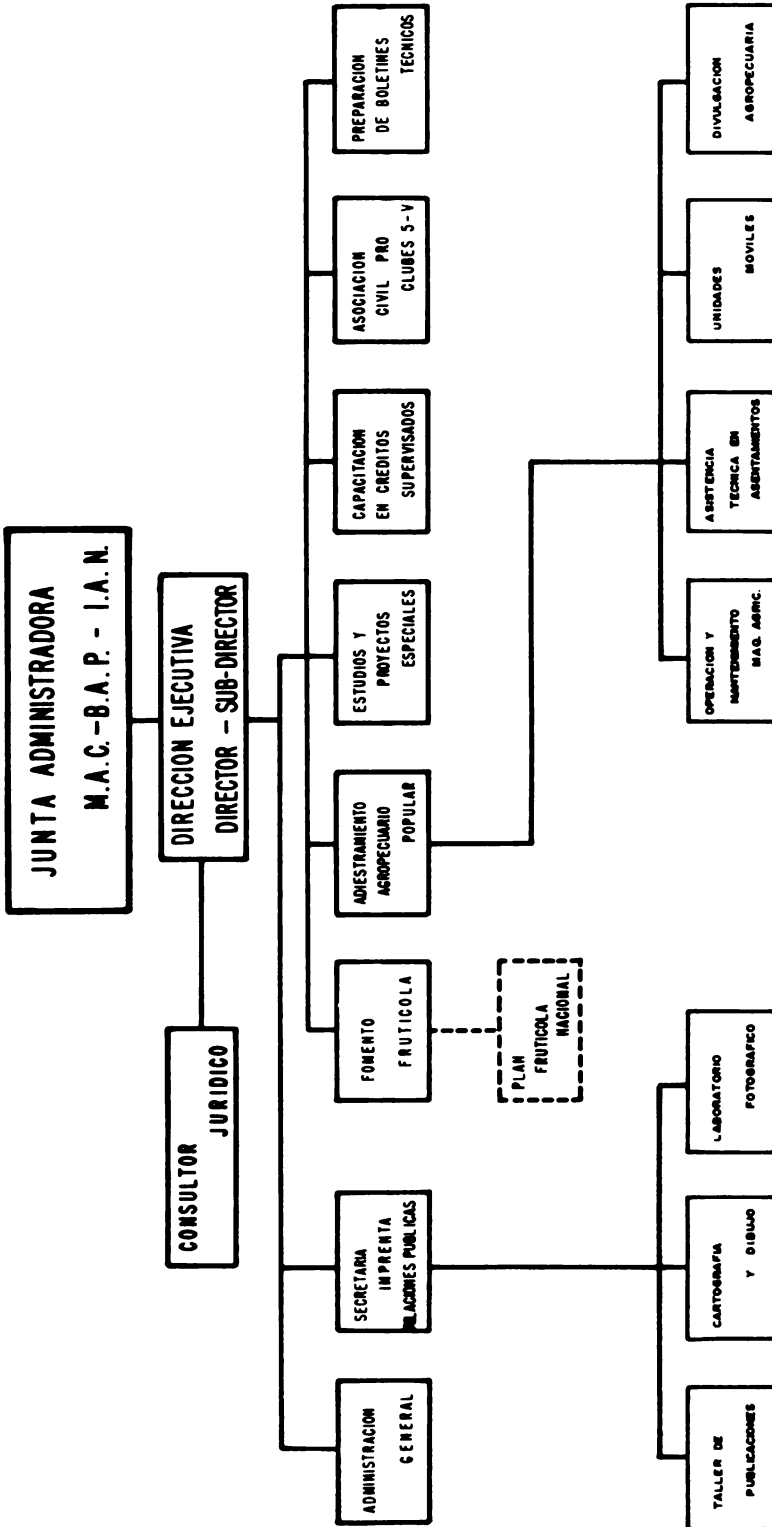 JUNTA ADMINISTRADORA
M.A.C.-B.A.P. - I.A.N.
DIRECCION EJECUTIVA
DIRECTOR - SUB-DIRECTOR
CONSULTOR
JURIDICO
ADMINISTRACION
GENERAL
SECRETARIA
IMPRENTA
RELACIONES PUBLICAS
FOMENTO
FRUTICOLA
ADIESTRAMIENTO
AGROPECUARIO
POPULAR
ESTUDIOS Y
PROYECTOS
ESPECIALES
CAPACITACION
EN CREDITOS
SUPERVISADOS
ASOCIACION
CIVIL PRO
CLUBES 5-V
PREPARACION
DE BOLETINES
TECNICOS
PLAN
FRUTICOLA
NACIONAL
TALLER DE
PUBLICACIONES
CARTOGRAFIA
Y DIBUJO
LABORATORIO
FOTOGRAFICO
OPERACION Y
MANTENIMIENTO
MAQ. AGRIC.
ASISTENCIA
TECNICA EN
ASENTAMIENTOS
UNIDADES
MOVILES
DIVULGACION
AGROPECUARIA